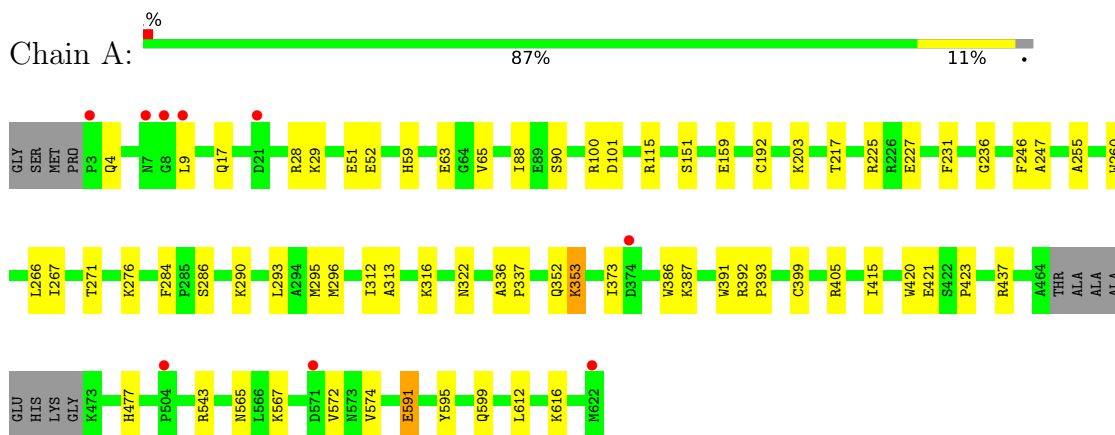 %
Chain A:
87% 11% •
GLY SER MET PRO P3 Q4 N7 G8 L9 Q17 D21 R28 K29 E51 E52 H59 E63 G64 V65 I88 E89 S90 R100 D101 R115 S151 E159 C192 K203 T217 R225 R226 E227 F231 G236 F246 A247 A255 W260
L266 I267 T271 K276 F284 P285 S286 K290 L293 A294 M295 M296 I312 A313 K316 N322 A336 P337 Q352 K353 I373 D374 W386 K387 W391 R392 P393 C399 R405 I415 W420 E421 S422 P423 R437 A464 THR ALA ALA ALA
GLU HIS LYS GLY K473 H477 P504 R543 N565 L566 K567 D571 V572 N573 V574 E591 Y595 Q599 L612 K616 M622